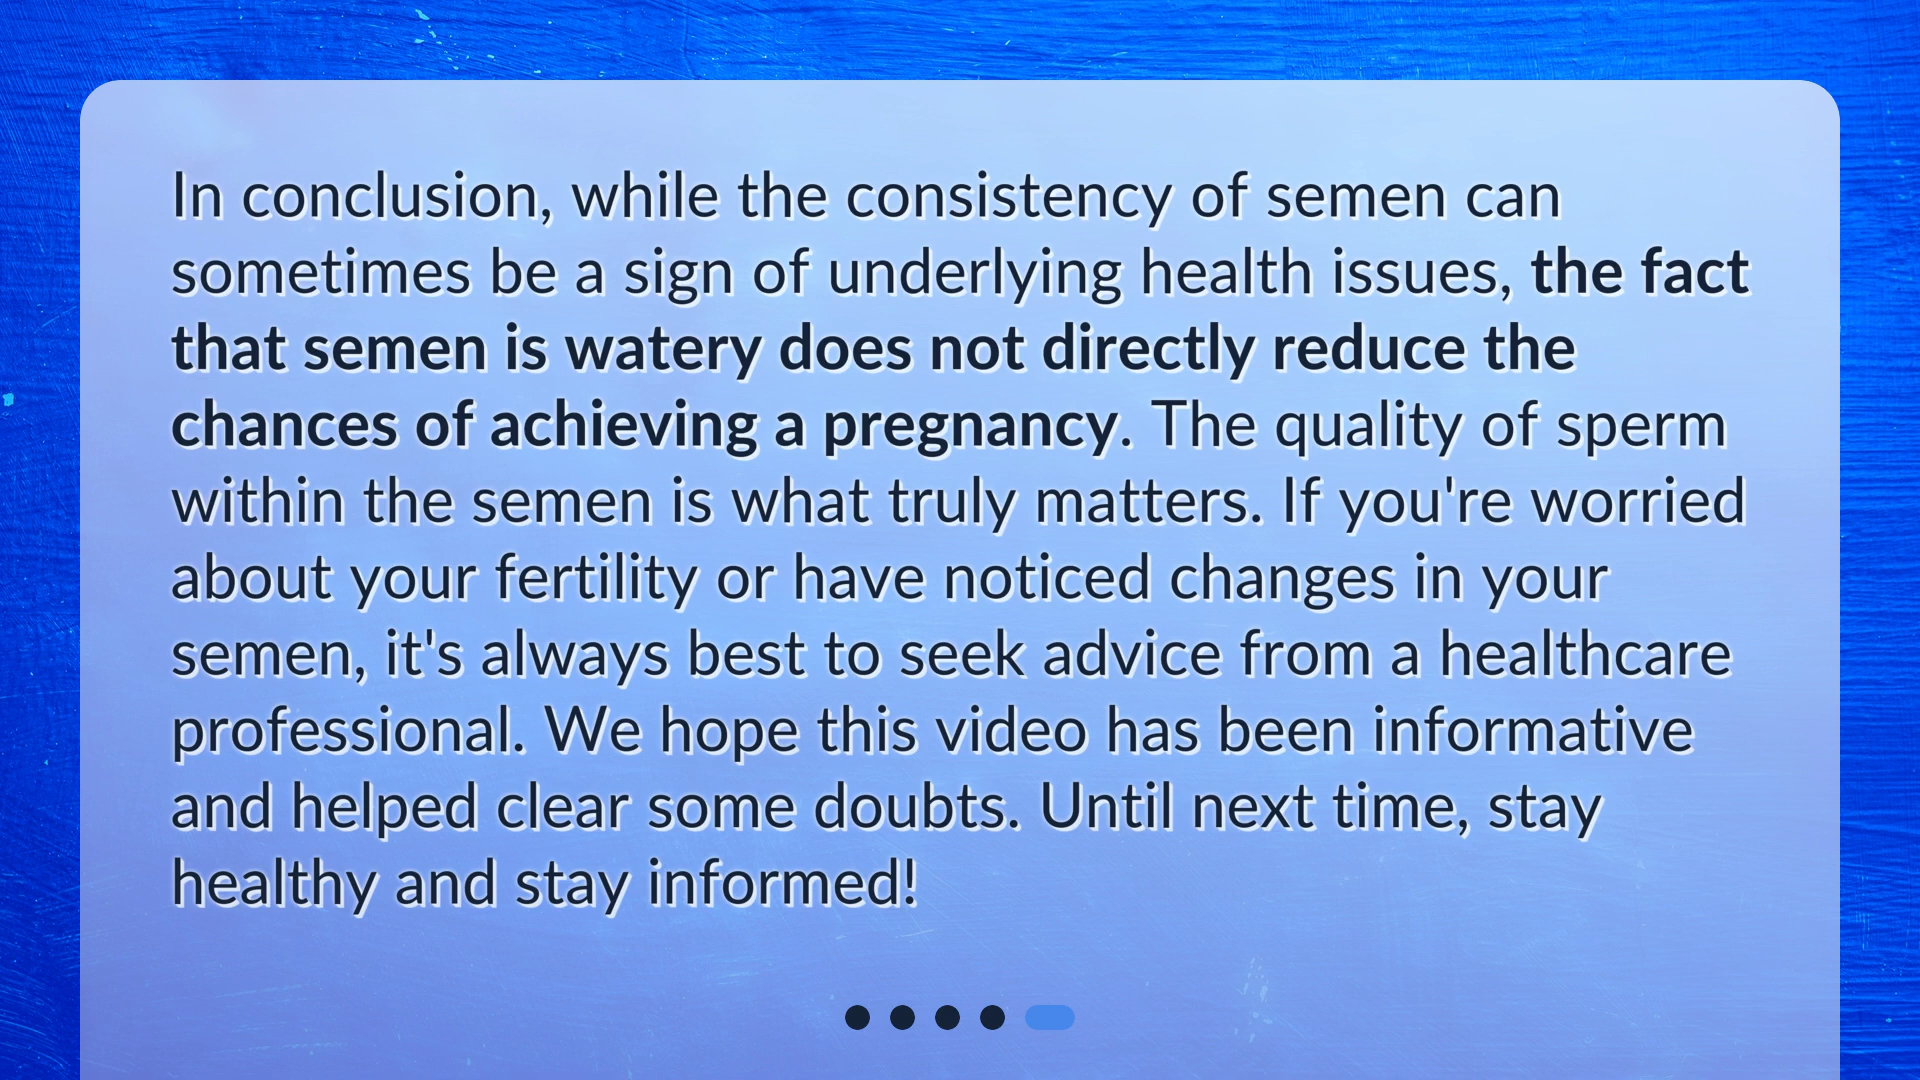 In conclusion, while the consistency of semen can
sometimes be a sign of underlying health issues, the fact
that semen is watery does not directly reduce the
chances of achieving a pregnancy. The quality of sperm
within the semen is what truly matters. If you're worried
about your fertility or have noticed changes in your
semen, it's always best to seek advice from a healthcare
professional. We hope this video has been informative
and helped clear some doubts. Until next time, stay
healthy and stay informed!